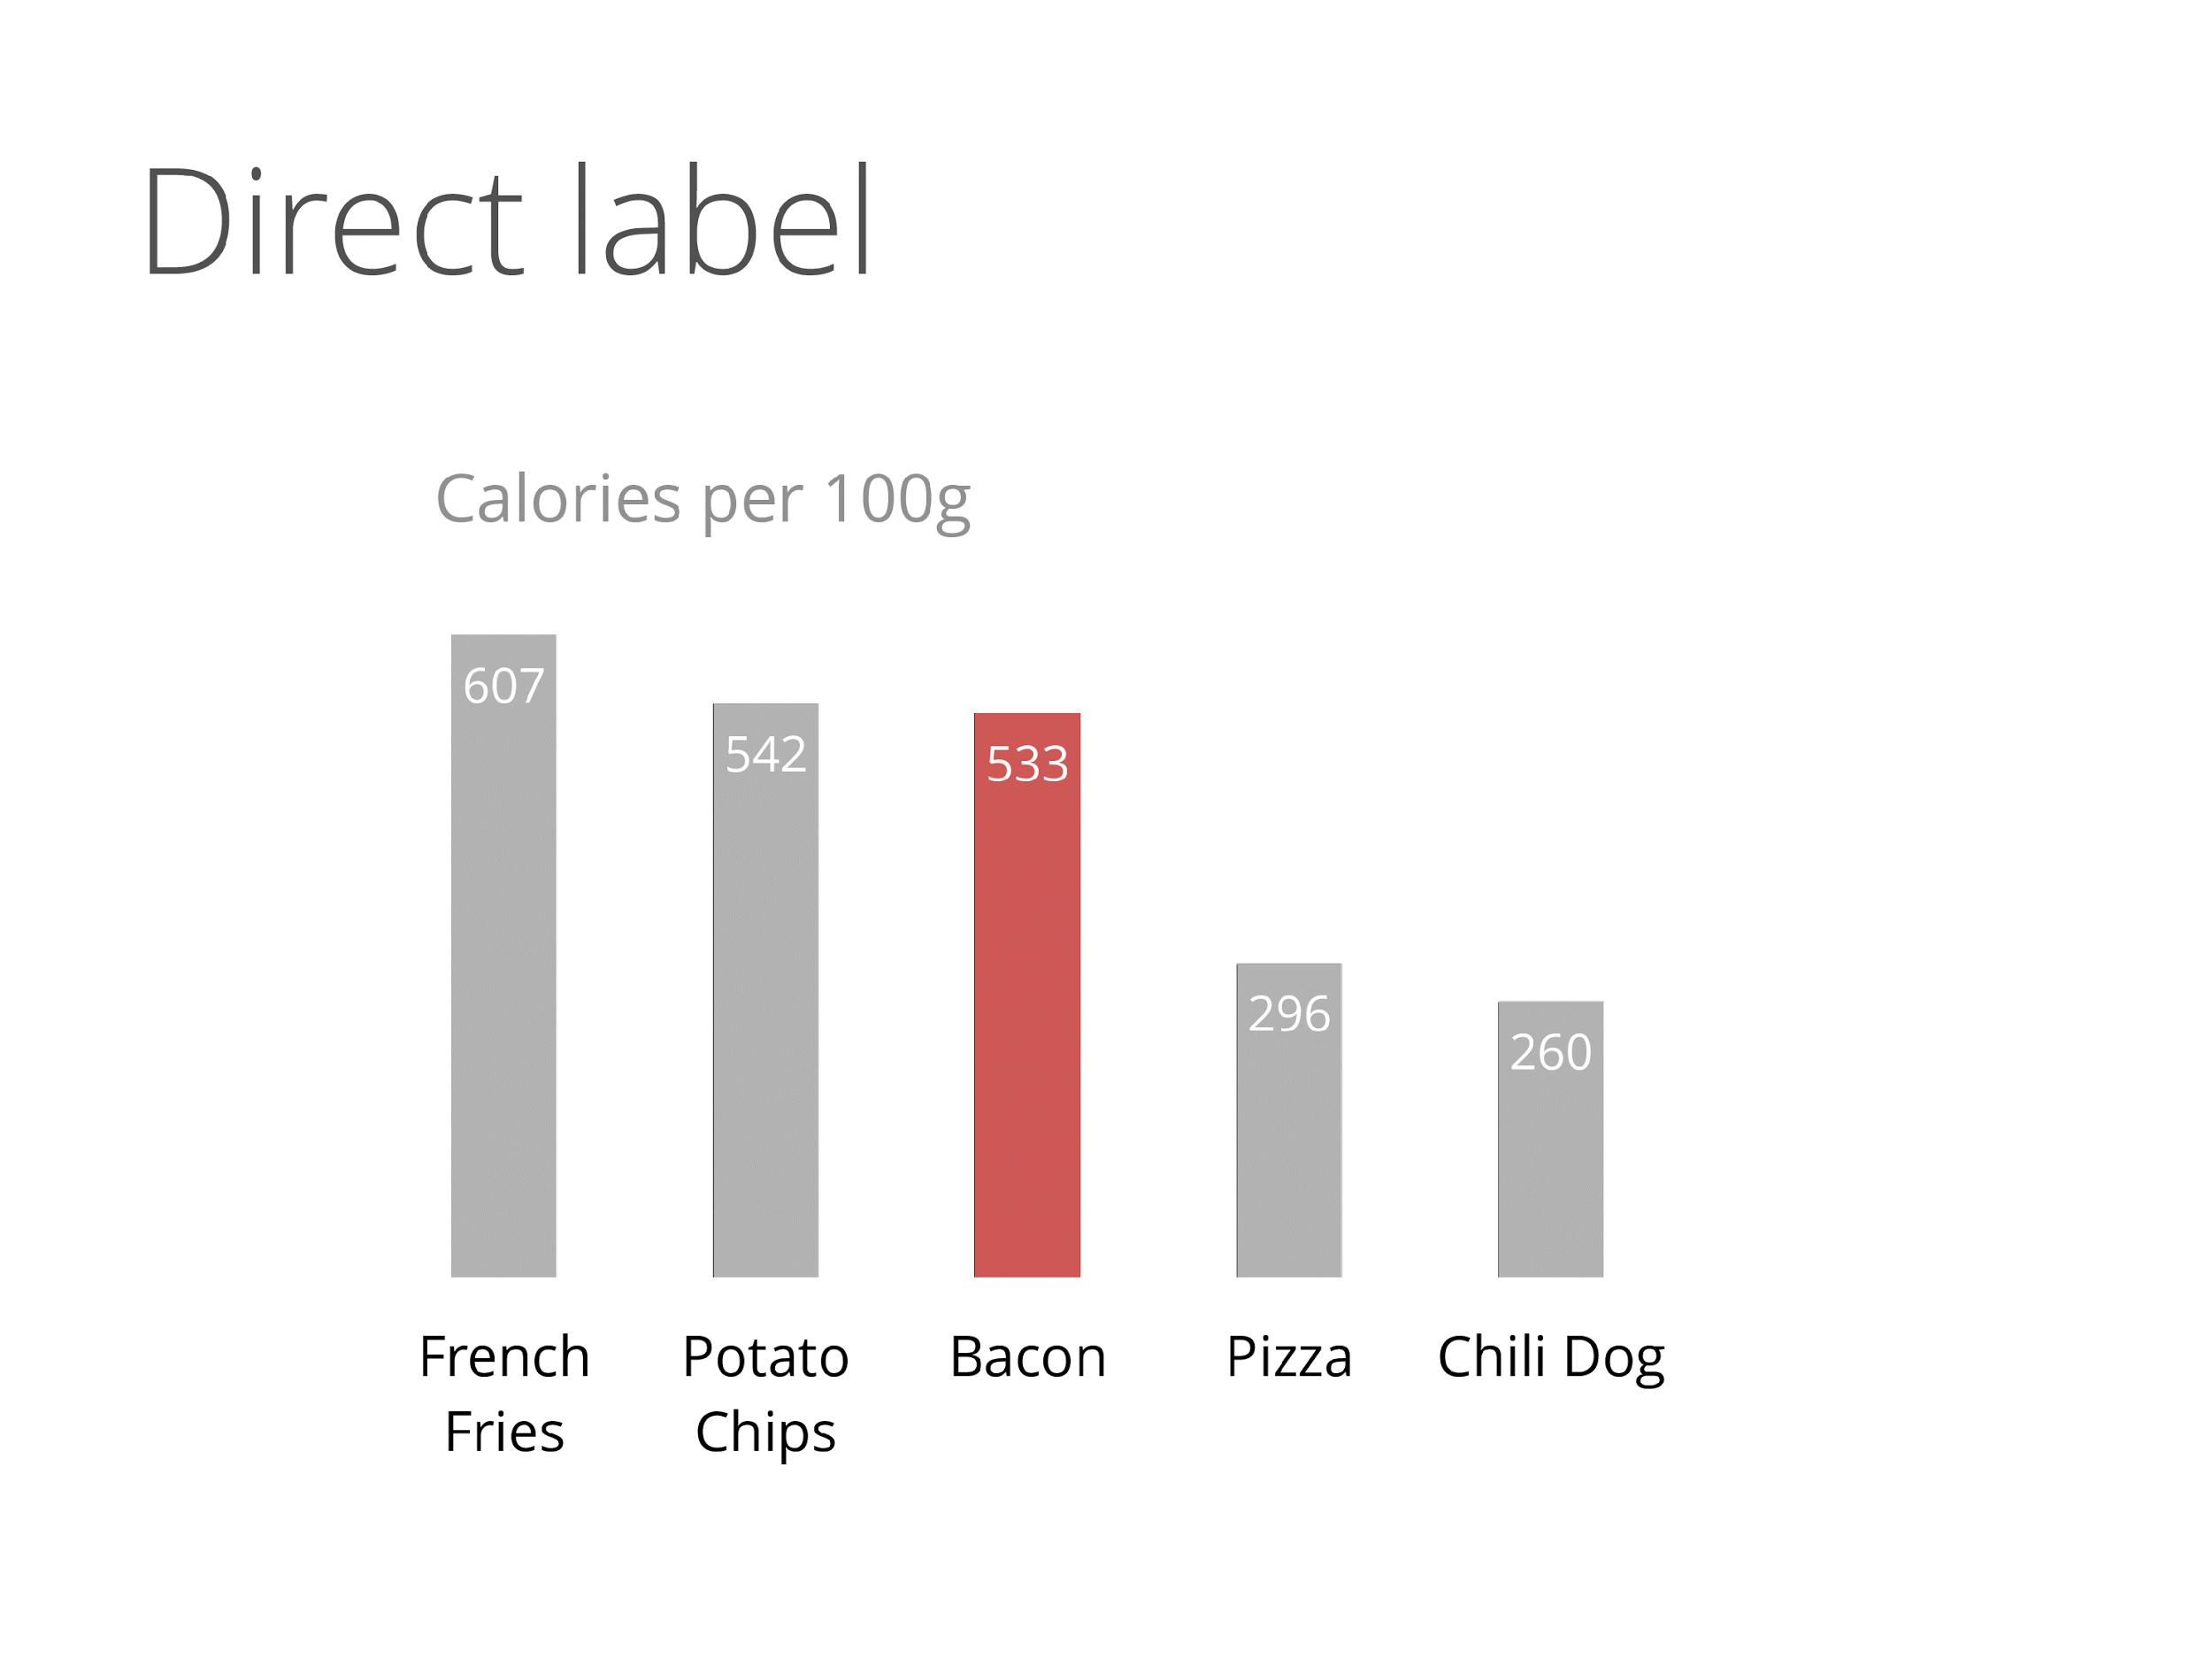 Direct label
Calories per 100g
607
542
533
296
260
French Fries
Potato Chips
Bacon
Pizza
Chili Dog